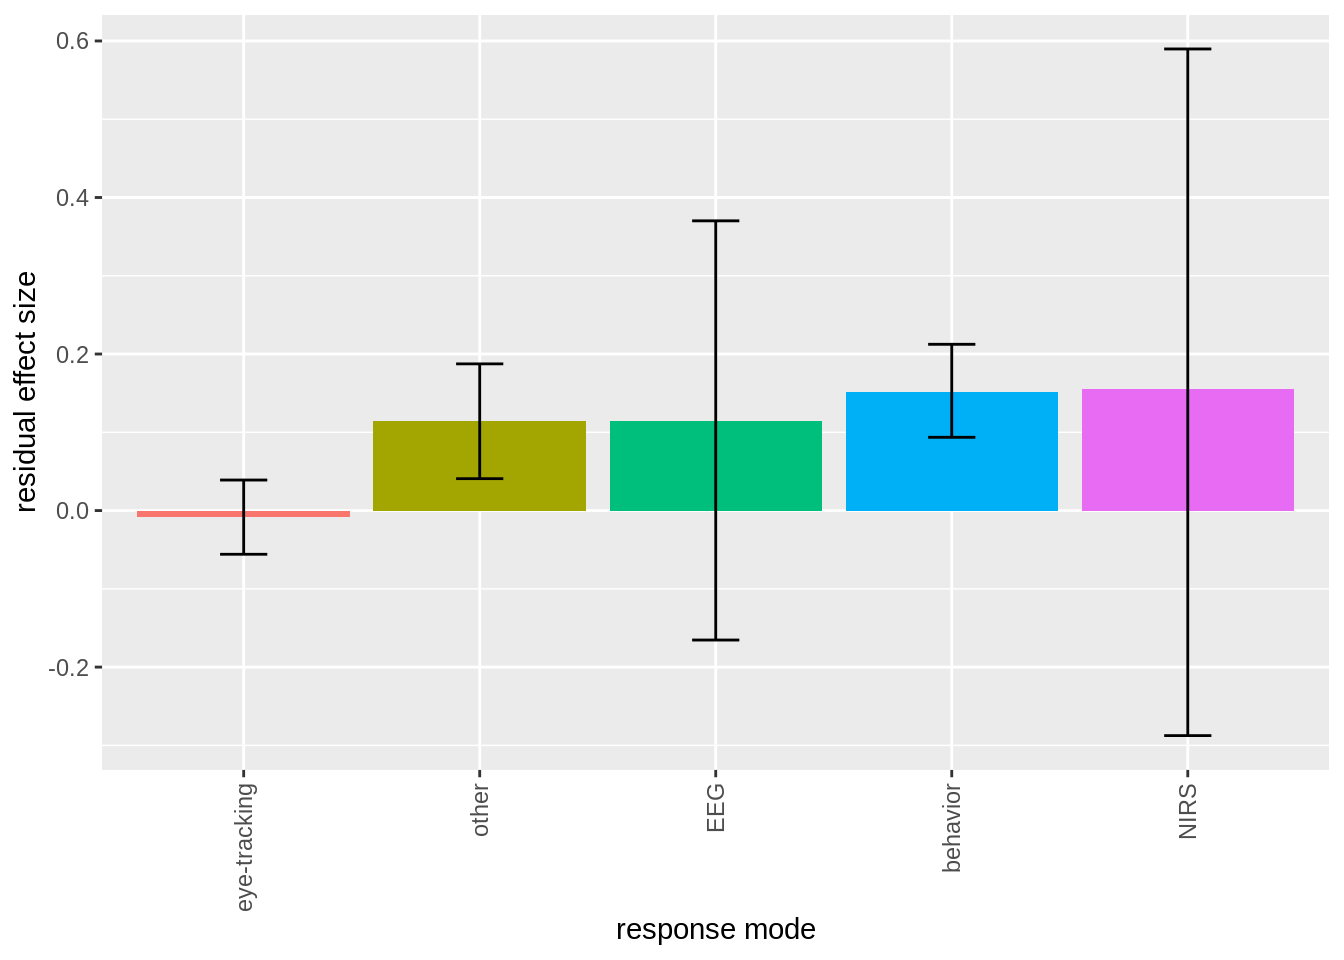 0.6
0.4
0.2
0.0
-0.2
residual effect size
eye-tracking
other
EEG
behavior
NIRS
response mode